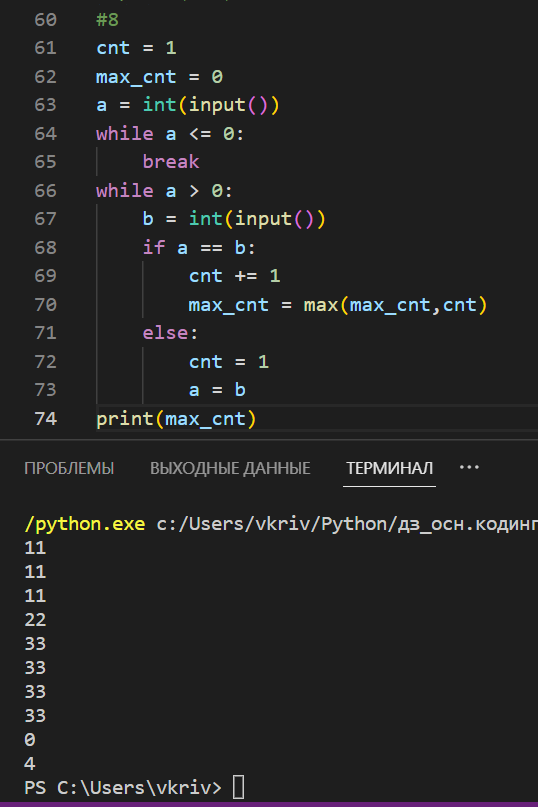 60 #8
61 cnt = 1
62 max_cnt = 0
63 a = int(input())
64 while a <= 0:
65     break
66 while a > 0:
67     b = int(input())
68     if a == b:
69         cnt += 1
70         max_cnt = max(max_cnt,cnt)
71     else:
72         cnt = 1
73         a = b
74 print(max_cnt)
ПРОБЛЕМЫ ВЫХОДНЫЕ ДАННЫЕ ТЕРМИНАЛ ···
/python.exe c:/Users/vkriv/Python/дз_осн.кодинг
11
11
11
22
33
33
33
33
0
4
PS C:\Users\vkriv>